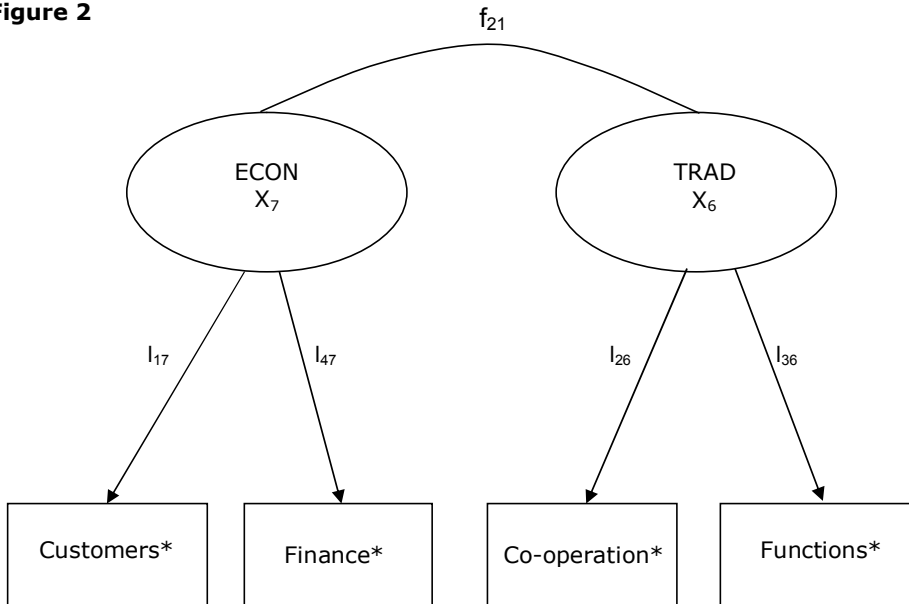 Figure 2
f21
ECON
X7
TRAD
X6
l17
l47
l26
l36
Customers*
Finance*
Co-operation*
Functions*